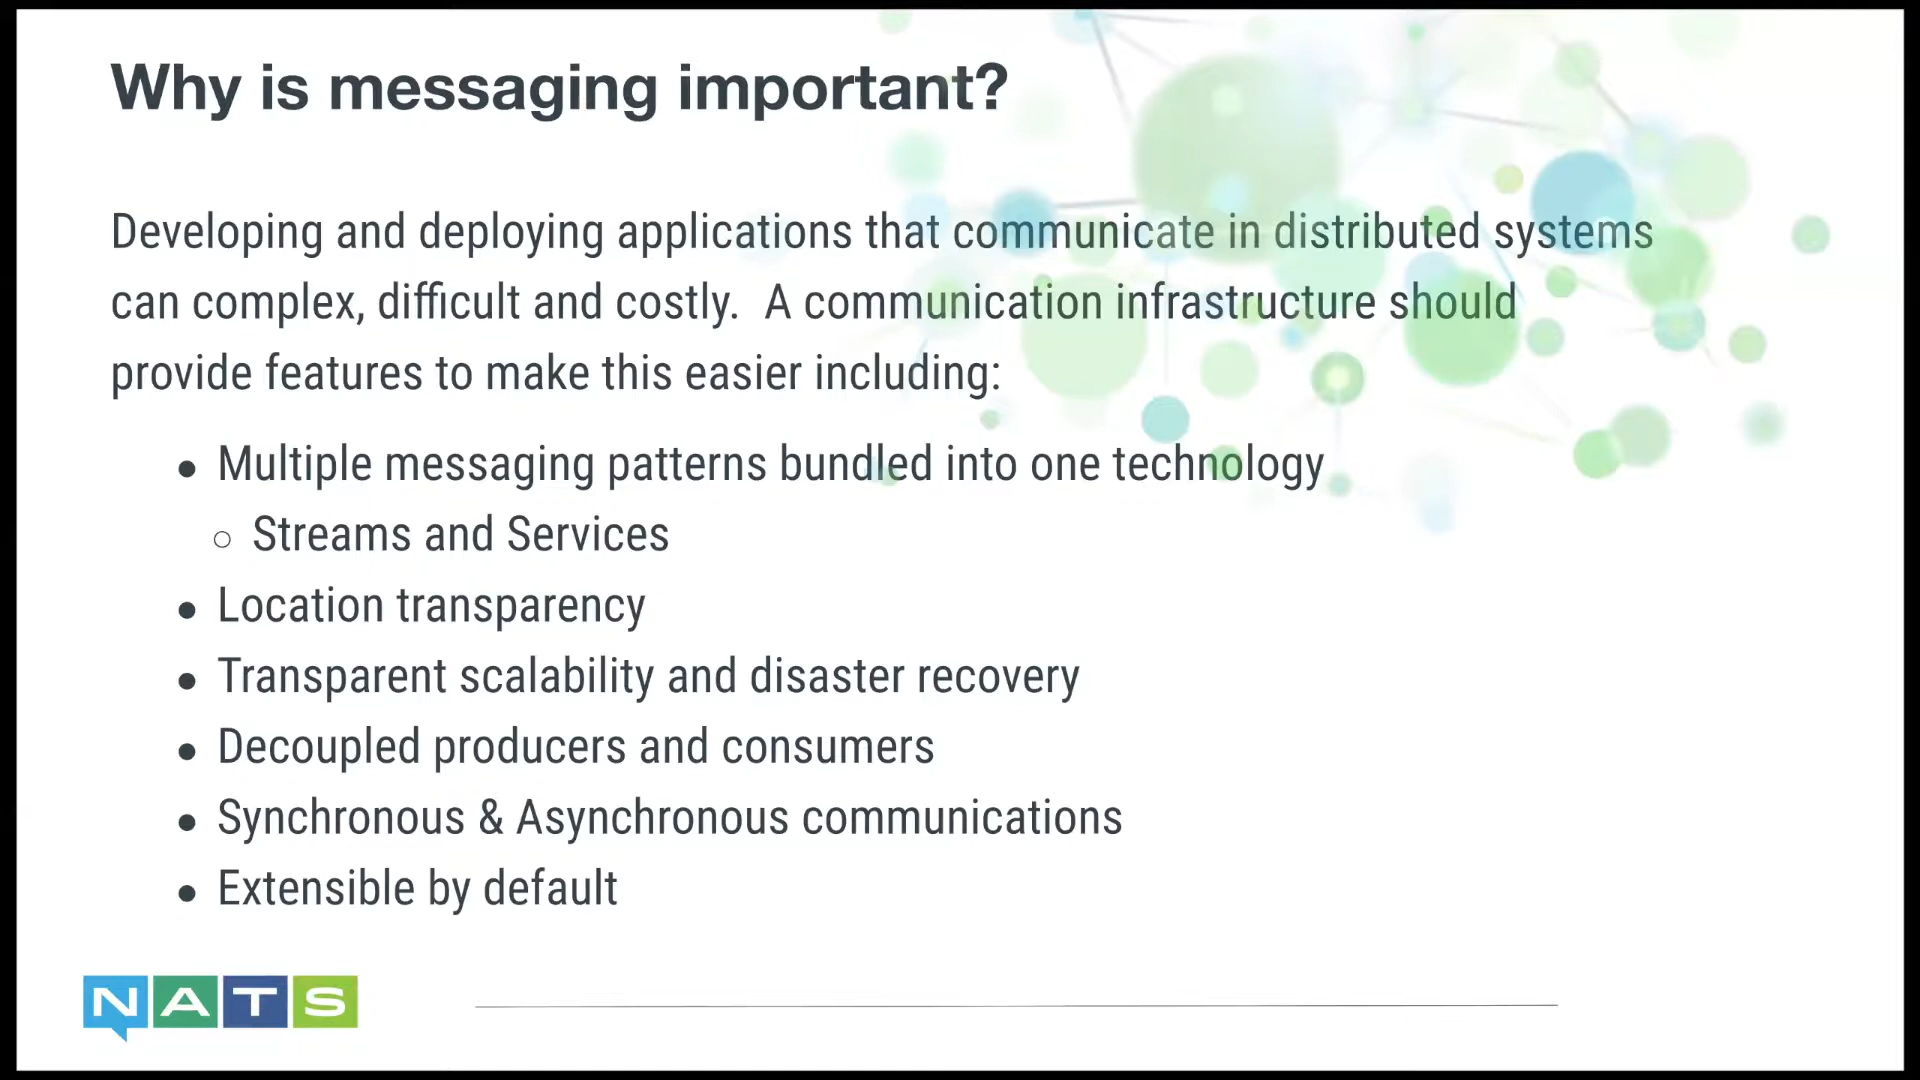 Why is messaging important?
Developing and deploying applications that communicate in distributed systems
can complex, difficult and costly.  A communication infrastructure should
provide features to make this easier including:
● Multiple messaging patterns bundled into one technology
○ Streams and Services
● Location transparency
● Transparent scalability and disaster recovery
● Decoupled producers and consumers
● Synchronous & Asynchronous communications
● Extensible by default
NATS